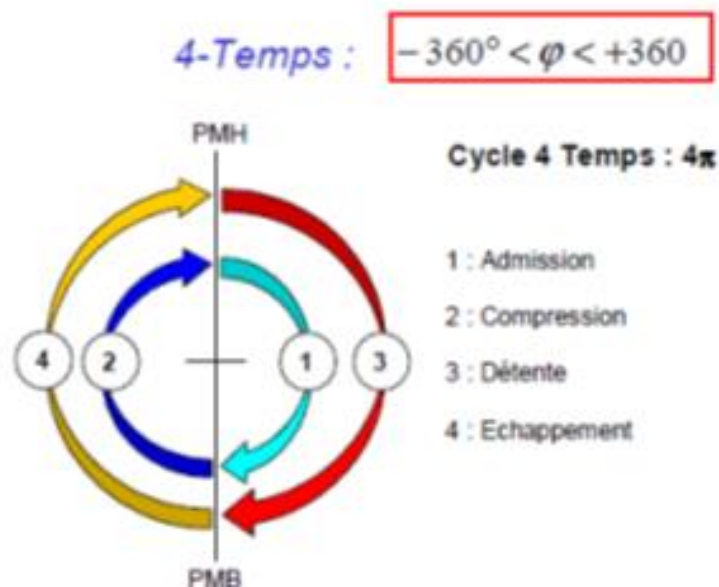 4-Temps : −360° < φ < +360
PMH
Cycle 4 Temps : 4π
1 : Admission
2 : Compression
3 : Détente
4 : Echappement
4
2
1
3
PMB